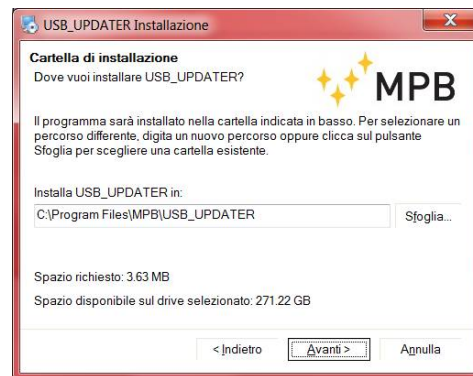 USB_UPDATER Installazione
Cartella di installazione
Dove vuoi installare USB_UPDATER?
MPB
Il programma sarà installato nella cartella indicata in basso. Per selezionare un
percorso differente, digita un nuovo percorso oppure clicca sul pulsante
Sfoglia per scegliere una cartella esistente.
Installa USB_UPDATER in:
C:\Program Files\MPB\USB_UPDATER
Sfoglia...
Spazio richiesto: 3.63 MB
Spazio disponibile sul drive selezionato: 271.22 GB
< Indietro Avanti > Annulla